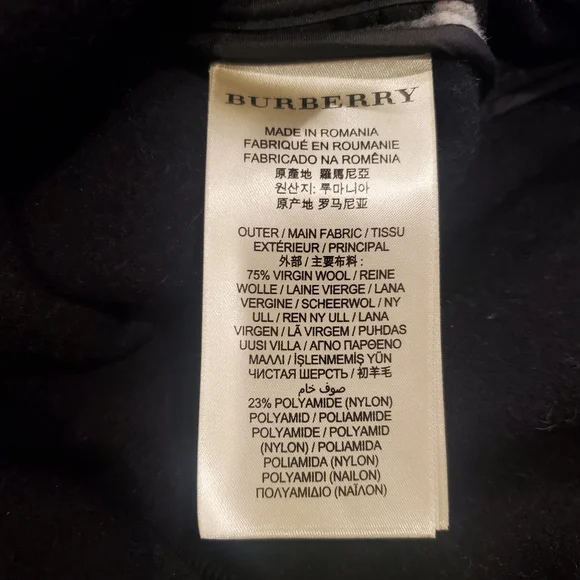 BURBERRY
MADE IN ROMANIA
FABRIQUÉ EN ROUMANIE
FABRICADO NA ROMÊNIA
原產地 羅馬尼亞
원산지: 루마니아
原产地 罗马尼亚
OUTER / MAIN FABRIC / TISSU
EXTÉRIEUR / PRINCIPAL
外部 / 主要布料 :
75% VIRGIN WOOL / REINE
WOLLE / LAINE VIERGE / LANA
VERGINE / SCHEERWOL / NY
ULL / REN NY ULL / LANA
VIRGEN / LÃ VIRGEM / PUHDAS
UUSI VILLA / ΑΓΝΟ ΠΑΡΘΕΝΟ
ΜΑΛΛΙ / İŞLENMEMİŞ YÜN
ЧИСТАЯ ШЕРСТЬ / 初羊毛
صوف خام
23% POLYAMIDE (NYLON)
POLYAMID / POLIAMMIDE
POLYAMIDE / POLYAMID
(NYLON) / POLIAMIDA
POLIAMIDA (NYLON)
POLYAMIDI (NAILON)
ΠΟΛΥΑΜΙΔΙΟ (ΝΑΪΛΟΝ)